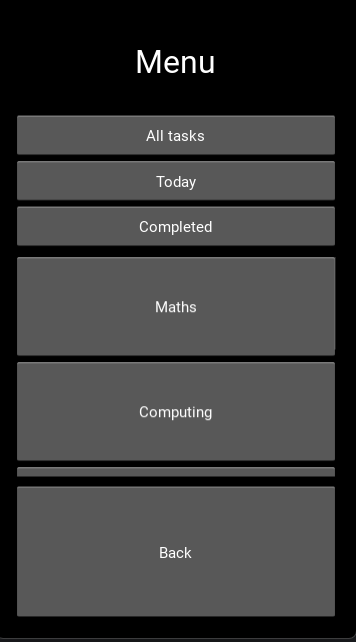 Menu
All tasks
Today
Completed
Maths
Computing
Back